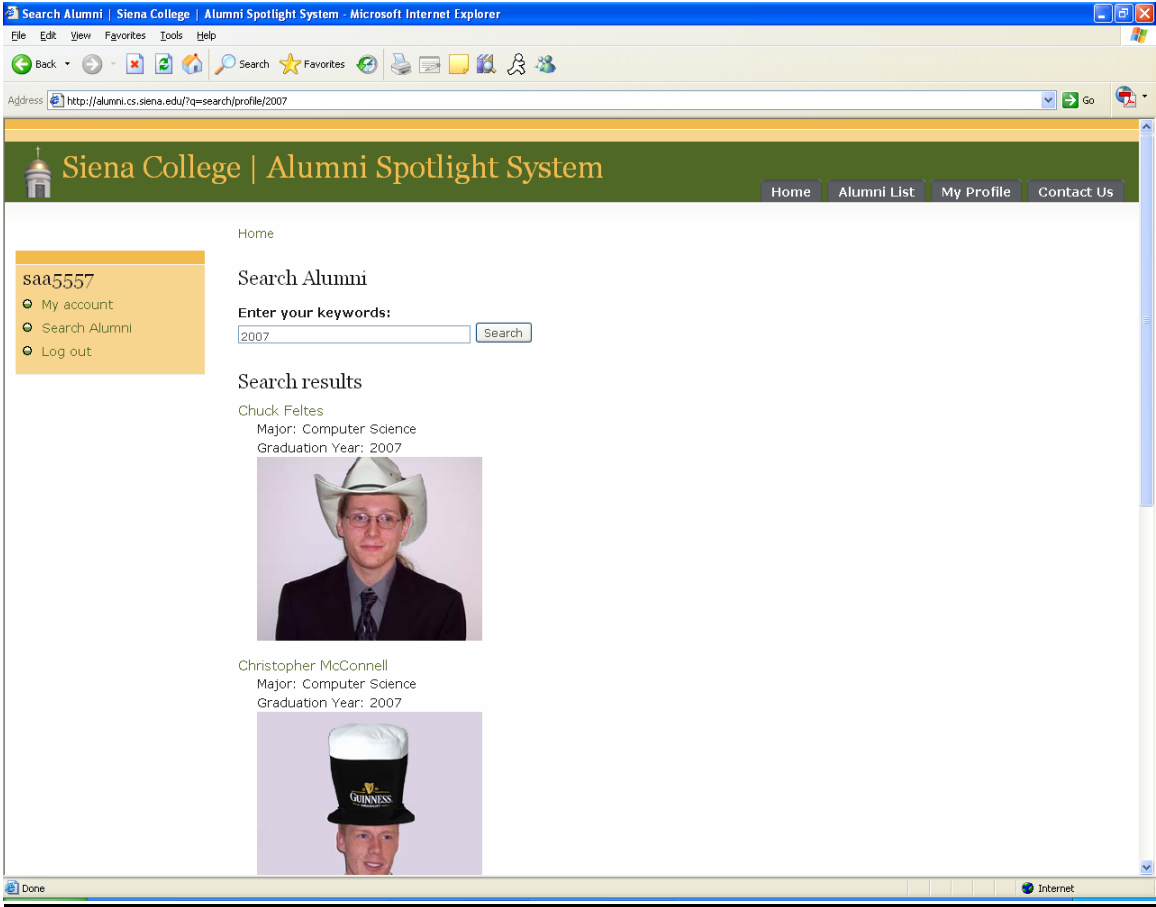 Search Alumni | Siena College | Alumni Spotlight System - Microsoft Internet Explorer
File Edit View Favorites Tools Help
Back Search Favorites
Address http://alumni.cs.siena.edu/?q=search/profile/2007 Go
Siena College | Alumni Spotlight System
Home Alumni List My Profile Contact Us
Home
saa5557
My account
Search Alumni
Log out
Search Alumni
Enter your keywords:
2007 Search
Search results
Chuck Feltes
Major: Computer Science
Graduation Year: 2007
Christopher McConnell
Major: Computer Science
Graduation Year: 2007
GUINNESS
Done Internet